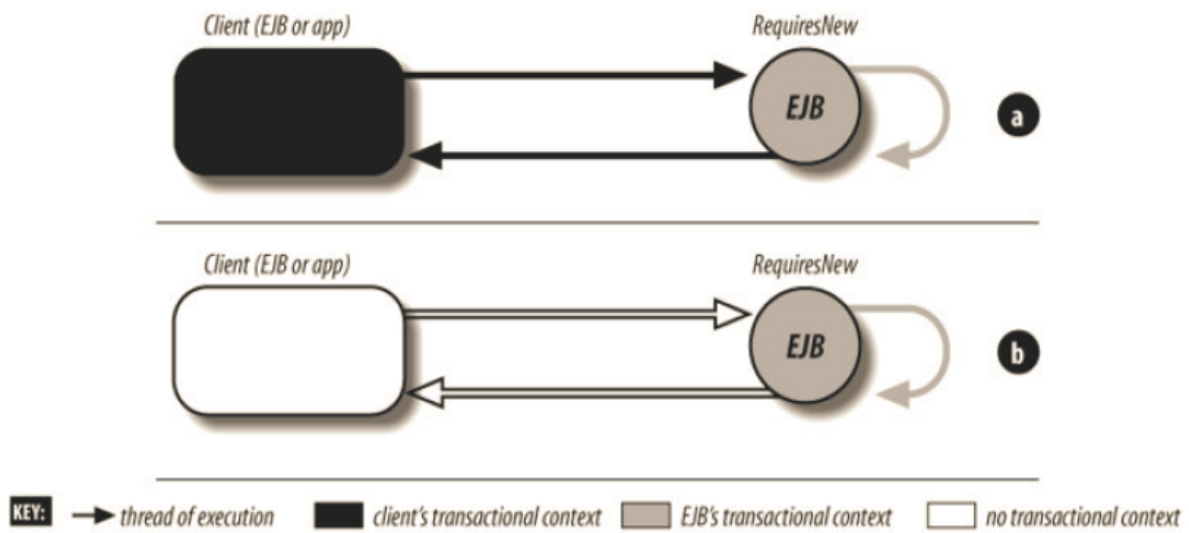 Client (EJB or app) RequiresNew
EJB
a
Client (EJB or app) RequiresNew
EJB
b
KEY: thread of execution client's transactional context EJB's transactional context no transactional context